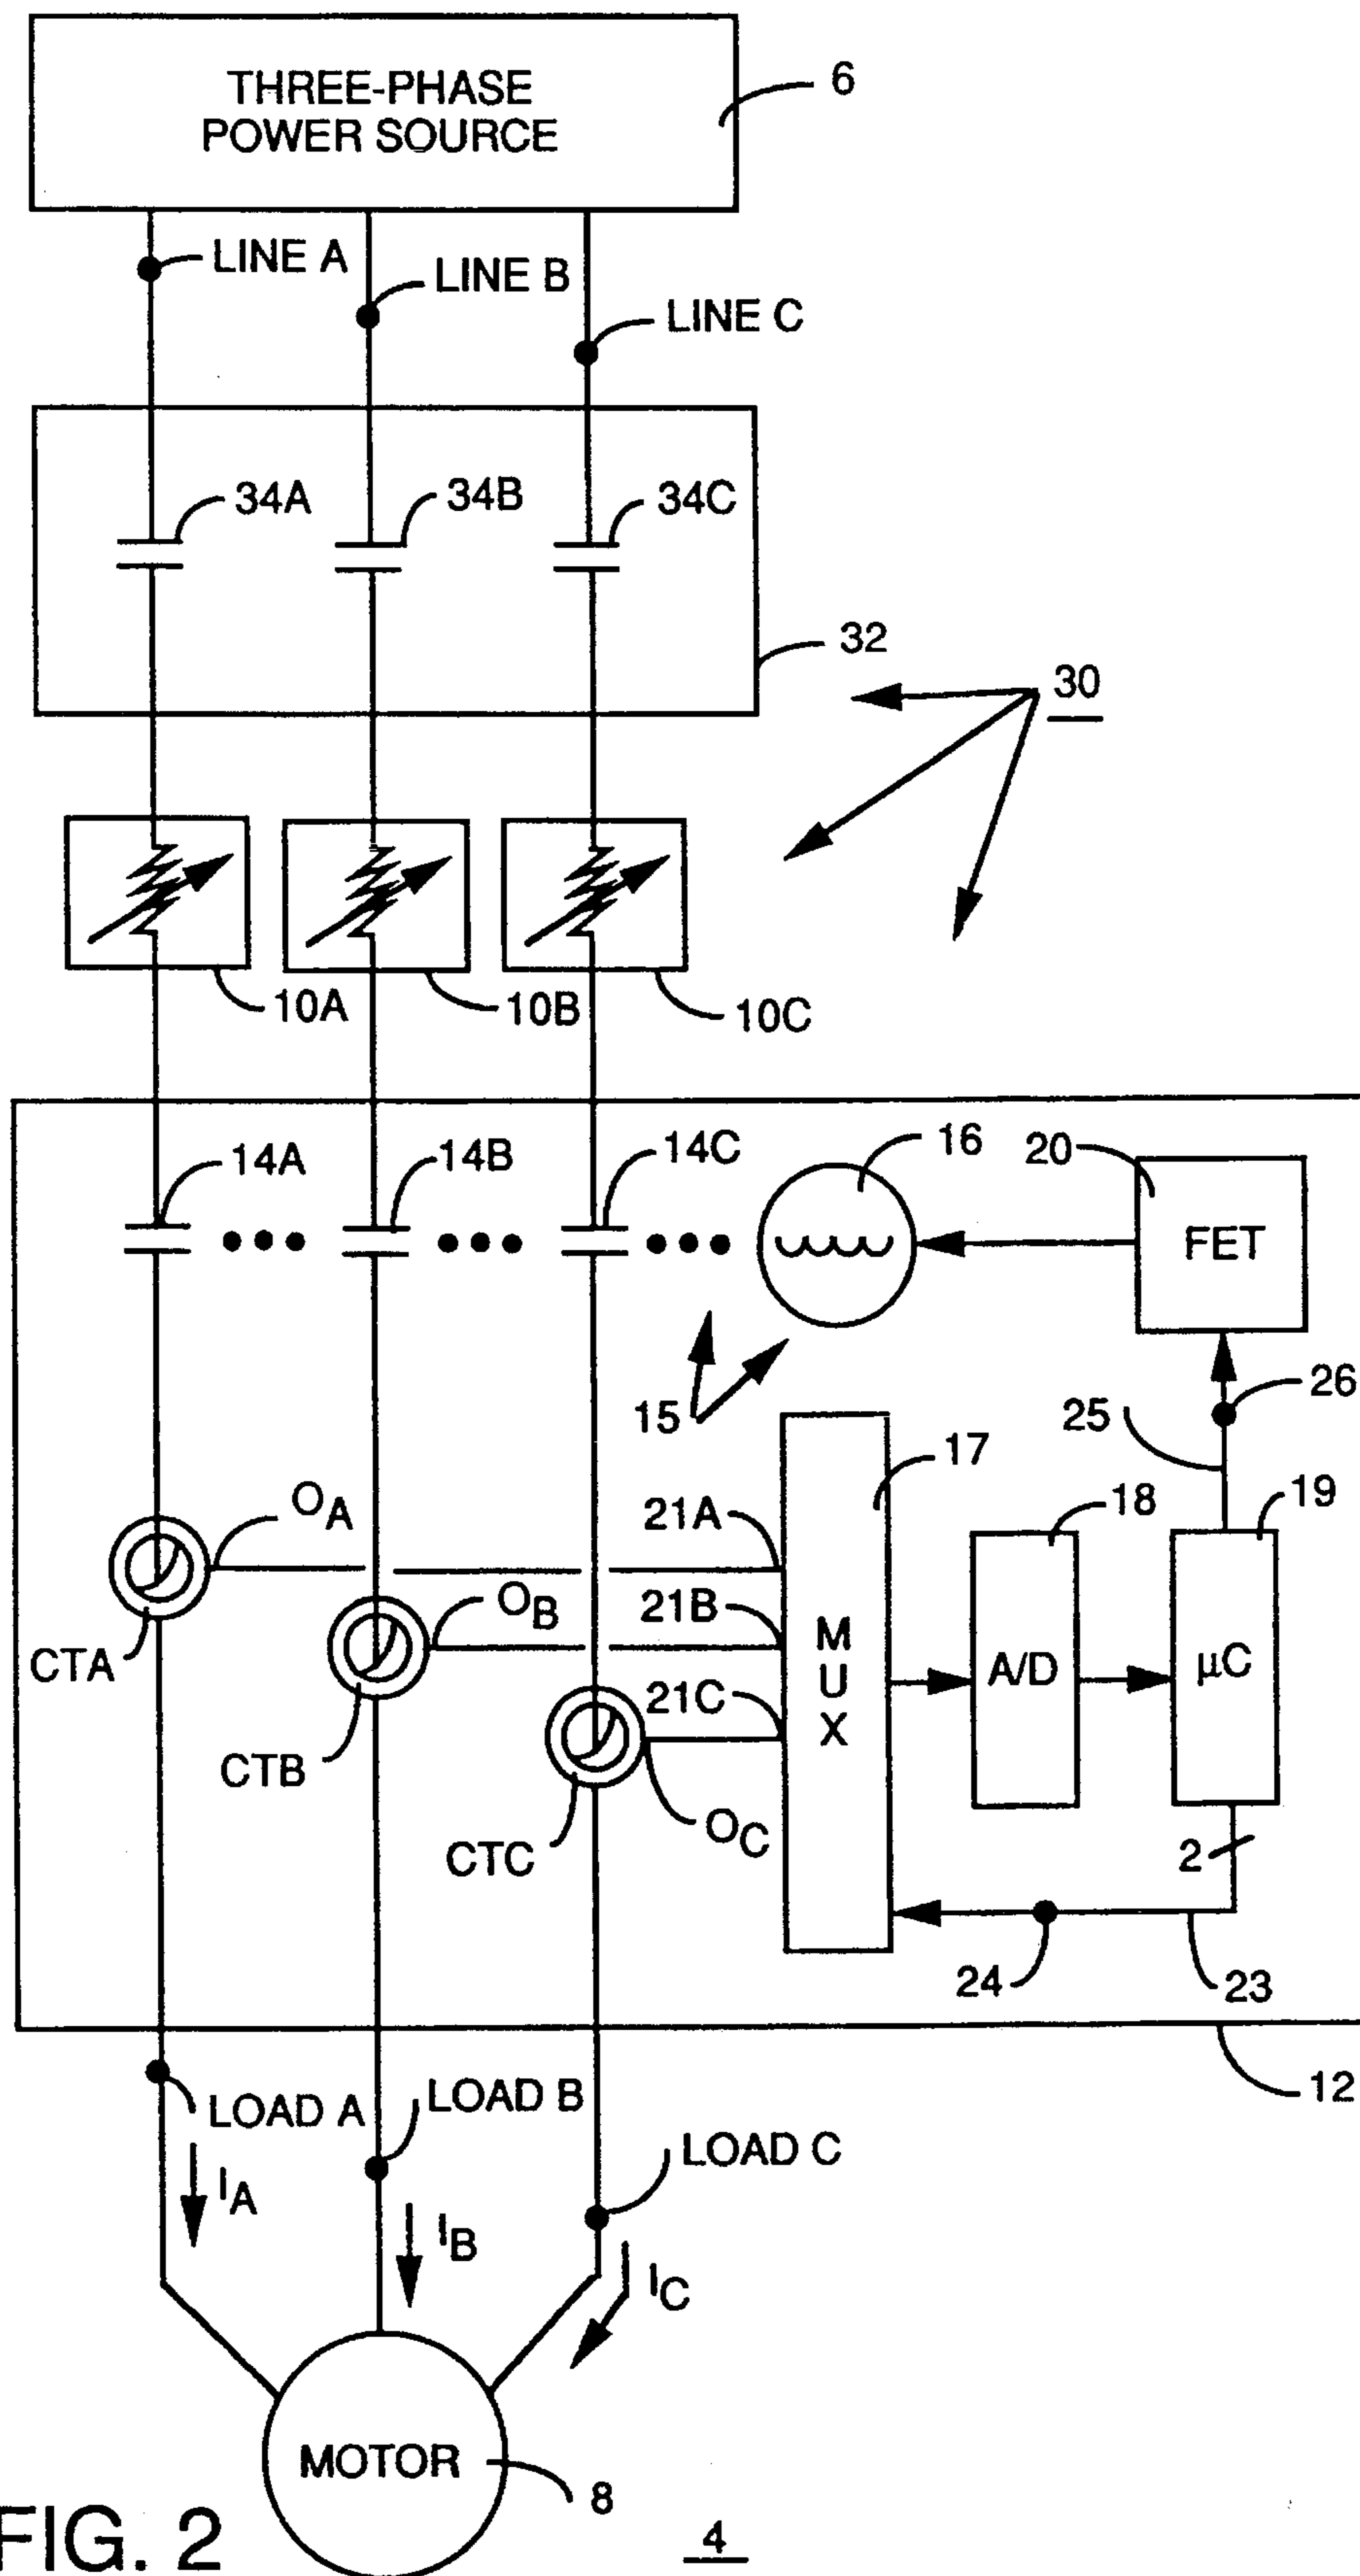 THREE-PHASE
POWER SOURCE
6
LINE A
LINE B
LINE C
34A
34B
34C
32
30
10A
10B
10C
14A
14B
14C
16
20
FET
15
26
25
17
18
19
OA
21A
OB
21B
MUX
A/D
µC
CTA
21C
CTB
OC
CTC
2
24
23
12
LOAD A
LOAD B
LOAD C
IA
IB
IC
MOTOR
8
FIG. 2
4